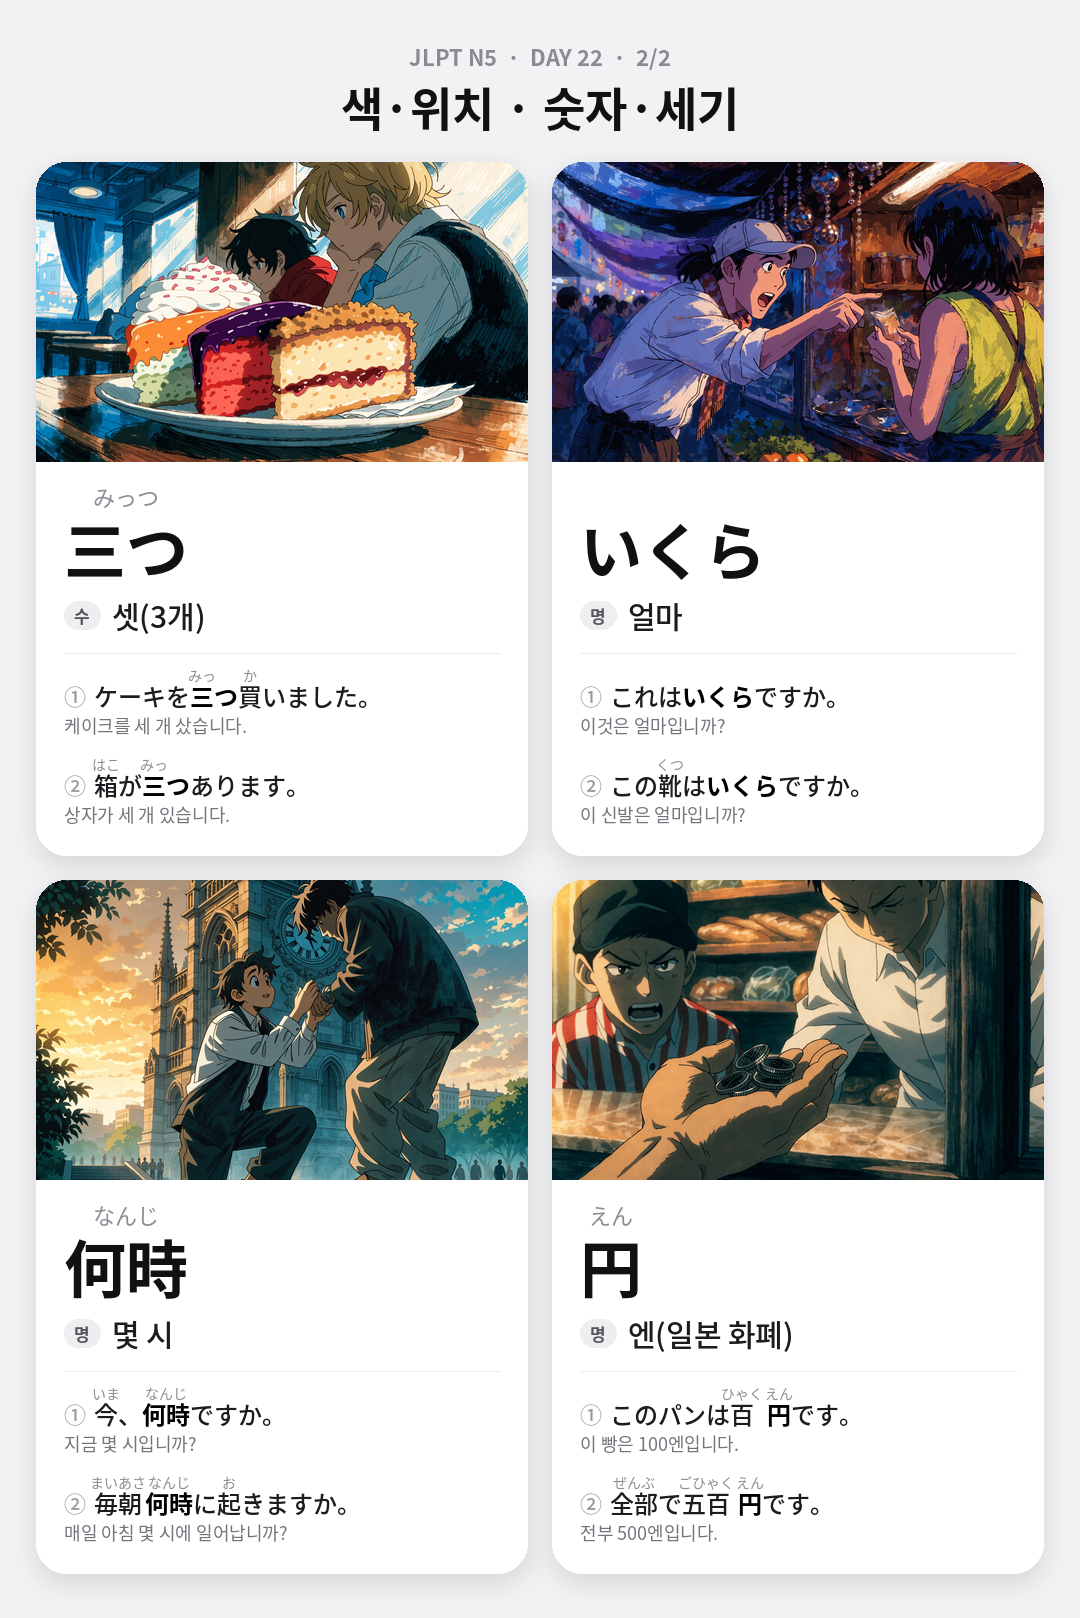 JLPT N5 · DAY 22 · 2/2
색·위치 · 숫자·세기
みっつ
三つ
수 셋(3개)
みっ か
① ケーキを三つ買いました。
케이크를 세 개 샀습니다.
はこ みっ
② 箱が三つあります。
상자가 세 개 있습니다.
いくら
명 얼마
① これはいくらですか。
이것은 얼마입니까?
くつ
② この靴はいくらですか。
이 신발은 얼마입니까?
なんじ
何時
명 몇 시
いま なんじ
① 今、何時ですか。
지금 몇 시입니까?
まいあさ なんじ お
② 毎朝何時に起きますか。
매일 아침 몇 시에 일어납니까?
えん
円
명 엔(일본 화폐)
ひゃく えん
① このパンは百円です。
이 빵은 100엔입니다.
ぜんぶ ごひゃく えん
② 全部で五百円です。
전부 500엔입니다.